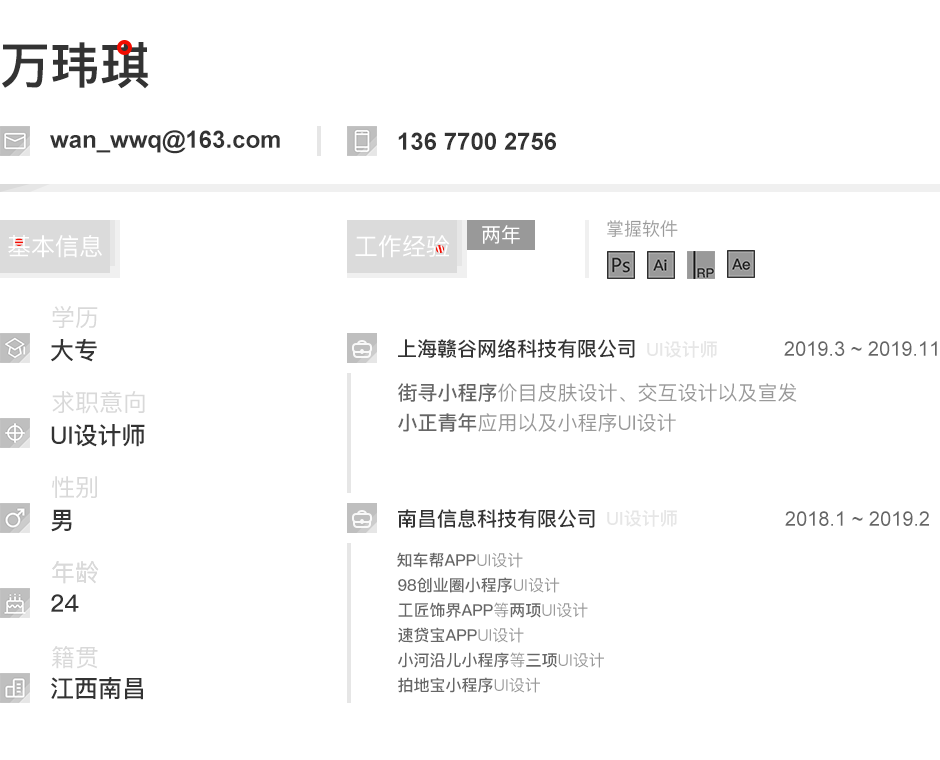 万玮琪
wan_wwq@163.com
136 7700 2756
基本信息
学历
大专
求职意向
UI设计师
性别
男
年龄
24
籍贯
江西南昌
工作经验
两年
掌握软件
Ps Ai RP Ae
上海赣谷网络科技有限公司 UI设计师 2019.3 ~ 2019.11
街寻小程序价目皮肤设计、交互设计以及宣发
小正青年应用以及小程序UI设计
南昌信息科技有限公司 UI设计师 2018.1 ~ 2019.2
知车帮APPUI设计
98创业圈小程序UI设计
工匠饰界APP等两项UI设计
速贷宝APPUI设计
小河沿儿小程序等三项UI设计
拍地宝小程序UI设计